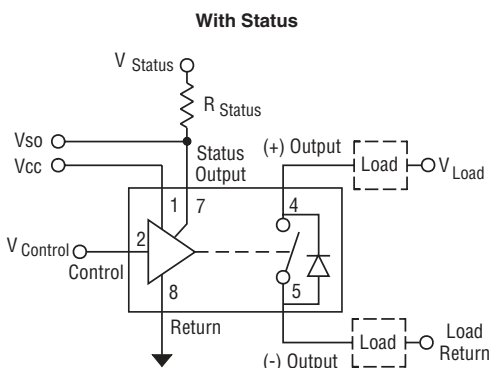 With Status
V Status
R Status
Vso
Vcc
Status
Output
(+) Output
Load
V Load
1
7
4
V Control
2
Control
8
5
Return
Load
Load
Return
(-) Output